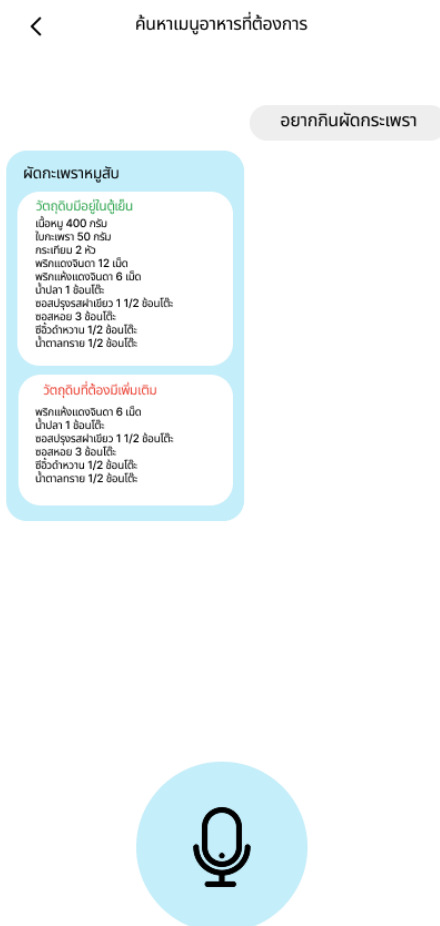 ค้นหาเมนูอาหารที่ต้องการ
อยากกินผัดกระเพรา
ผัดกะเพราหมูสับ
วัตถุดิบมีอยู่ในตู้เย็น
เนื้อหมู 400 กรัม
ใบกะเพรา 50 กรัม
กระเทียม 2 หัว
พริกแดงจินดา 12 เม็ด
พริกแห้งแดงจินดา 6 เม็ด
น้ำปลา 1 ช้อนโต๊ะ
ซอสปรุงรสฝาเขียว 1 1/2 ช้อนโต๊ะ
ซอสหอย 3 ช้อนโต๊ะ
ซีอิ๊วดำหวาน 1/2 ช้อนโต๊ะ
น้ำตาลทราย 1/2 ช้อนโต๊ะ
วัตถุดิบที่ต้องมีเพิ่มเติม
พริกแห้งแดงจินดา 6 เม็ด
น้ำปลา 1 ช้อนโต๊ะ
ซอสปรุงรสฝาเขียว 1 1/2 ช้อนโต๊ะ
ซอสหอย 3 ช้อนโต๊ะ
ซีอิ๊วดำหวาน 1/2 ช้อนโต๊ะ
น้ำตาลทราย 1/2 ช้อนโต๊ะ